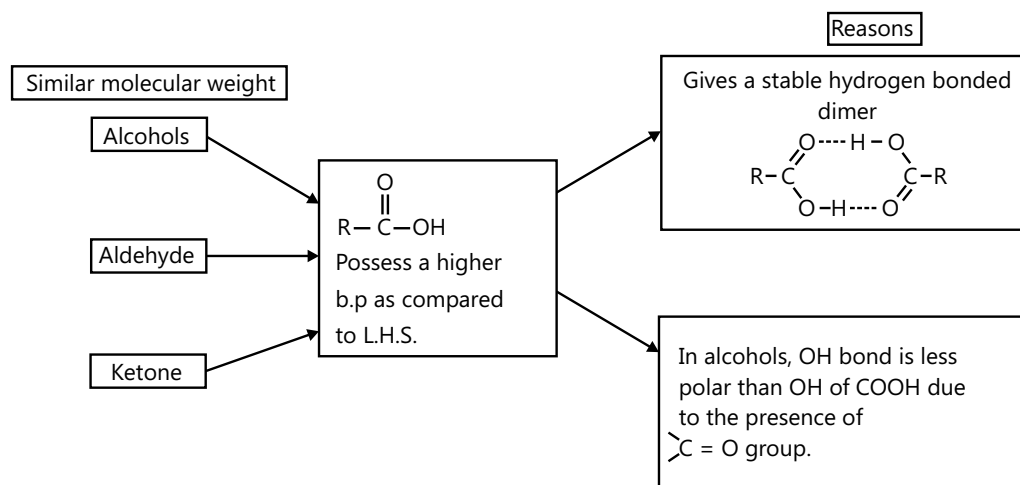 Similar molecular weight
Alcohols
Aldehyde
Ketone
O
R–C–OH
Possess a higher
b.p as compared
to L.H.S.
Reasons
Gives a stable hydrogen bonded
dimer
O----H–O
R–C C–R
O–H----O
In alcohols, OH bond is less
polar than OH of COOH due
to the presence of
>C = O group.